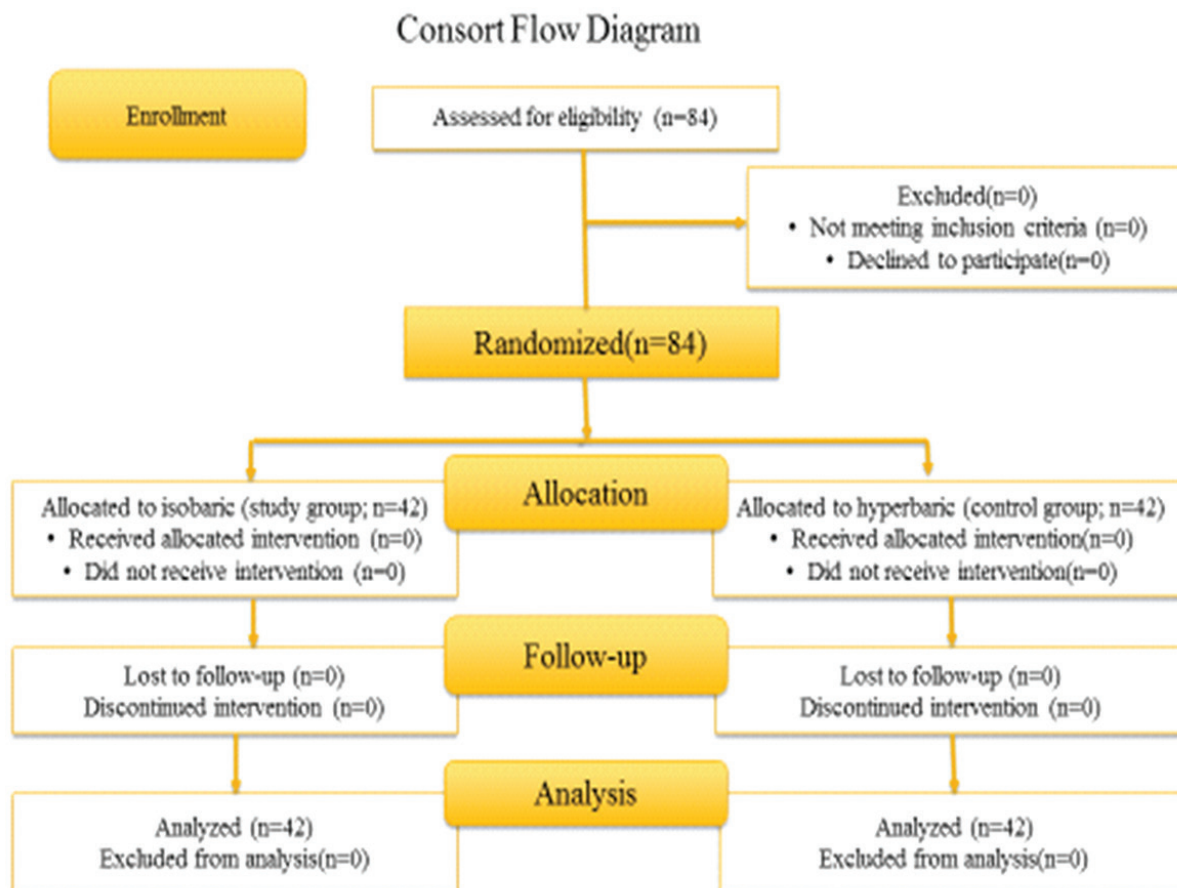 Consort Flow Diagram
Enrollment
Assessed for eligibility (n=84)
Excluded(n=0)
• Not meeting inclusion criteria (n=0)
• Declined to participate(n=0)
Randomized(n=84)
Allocation
Allocated to isobaric (study group; n=42)
• Received allocated intervention (n=0)
• Did not receive intervention (n=0)
Allocated to hyperbaric (control group; n=42)
• Received allocated intervention(n=0)
• Did not receive intervention(n=0)
Follow-up
Lost to follow-up (n=0)
Discontinued intervention (n=0)
Lost to follow-up (n=0)
Discontinued intervention (n=0)
Analysis
Analyzed (n=42)
Excluded from analysis(n=0)
Analyzed (n=42)
Excluded from analysis(n=0)